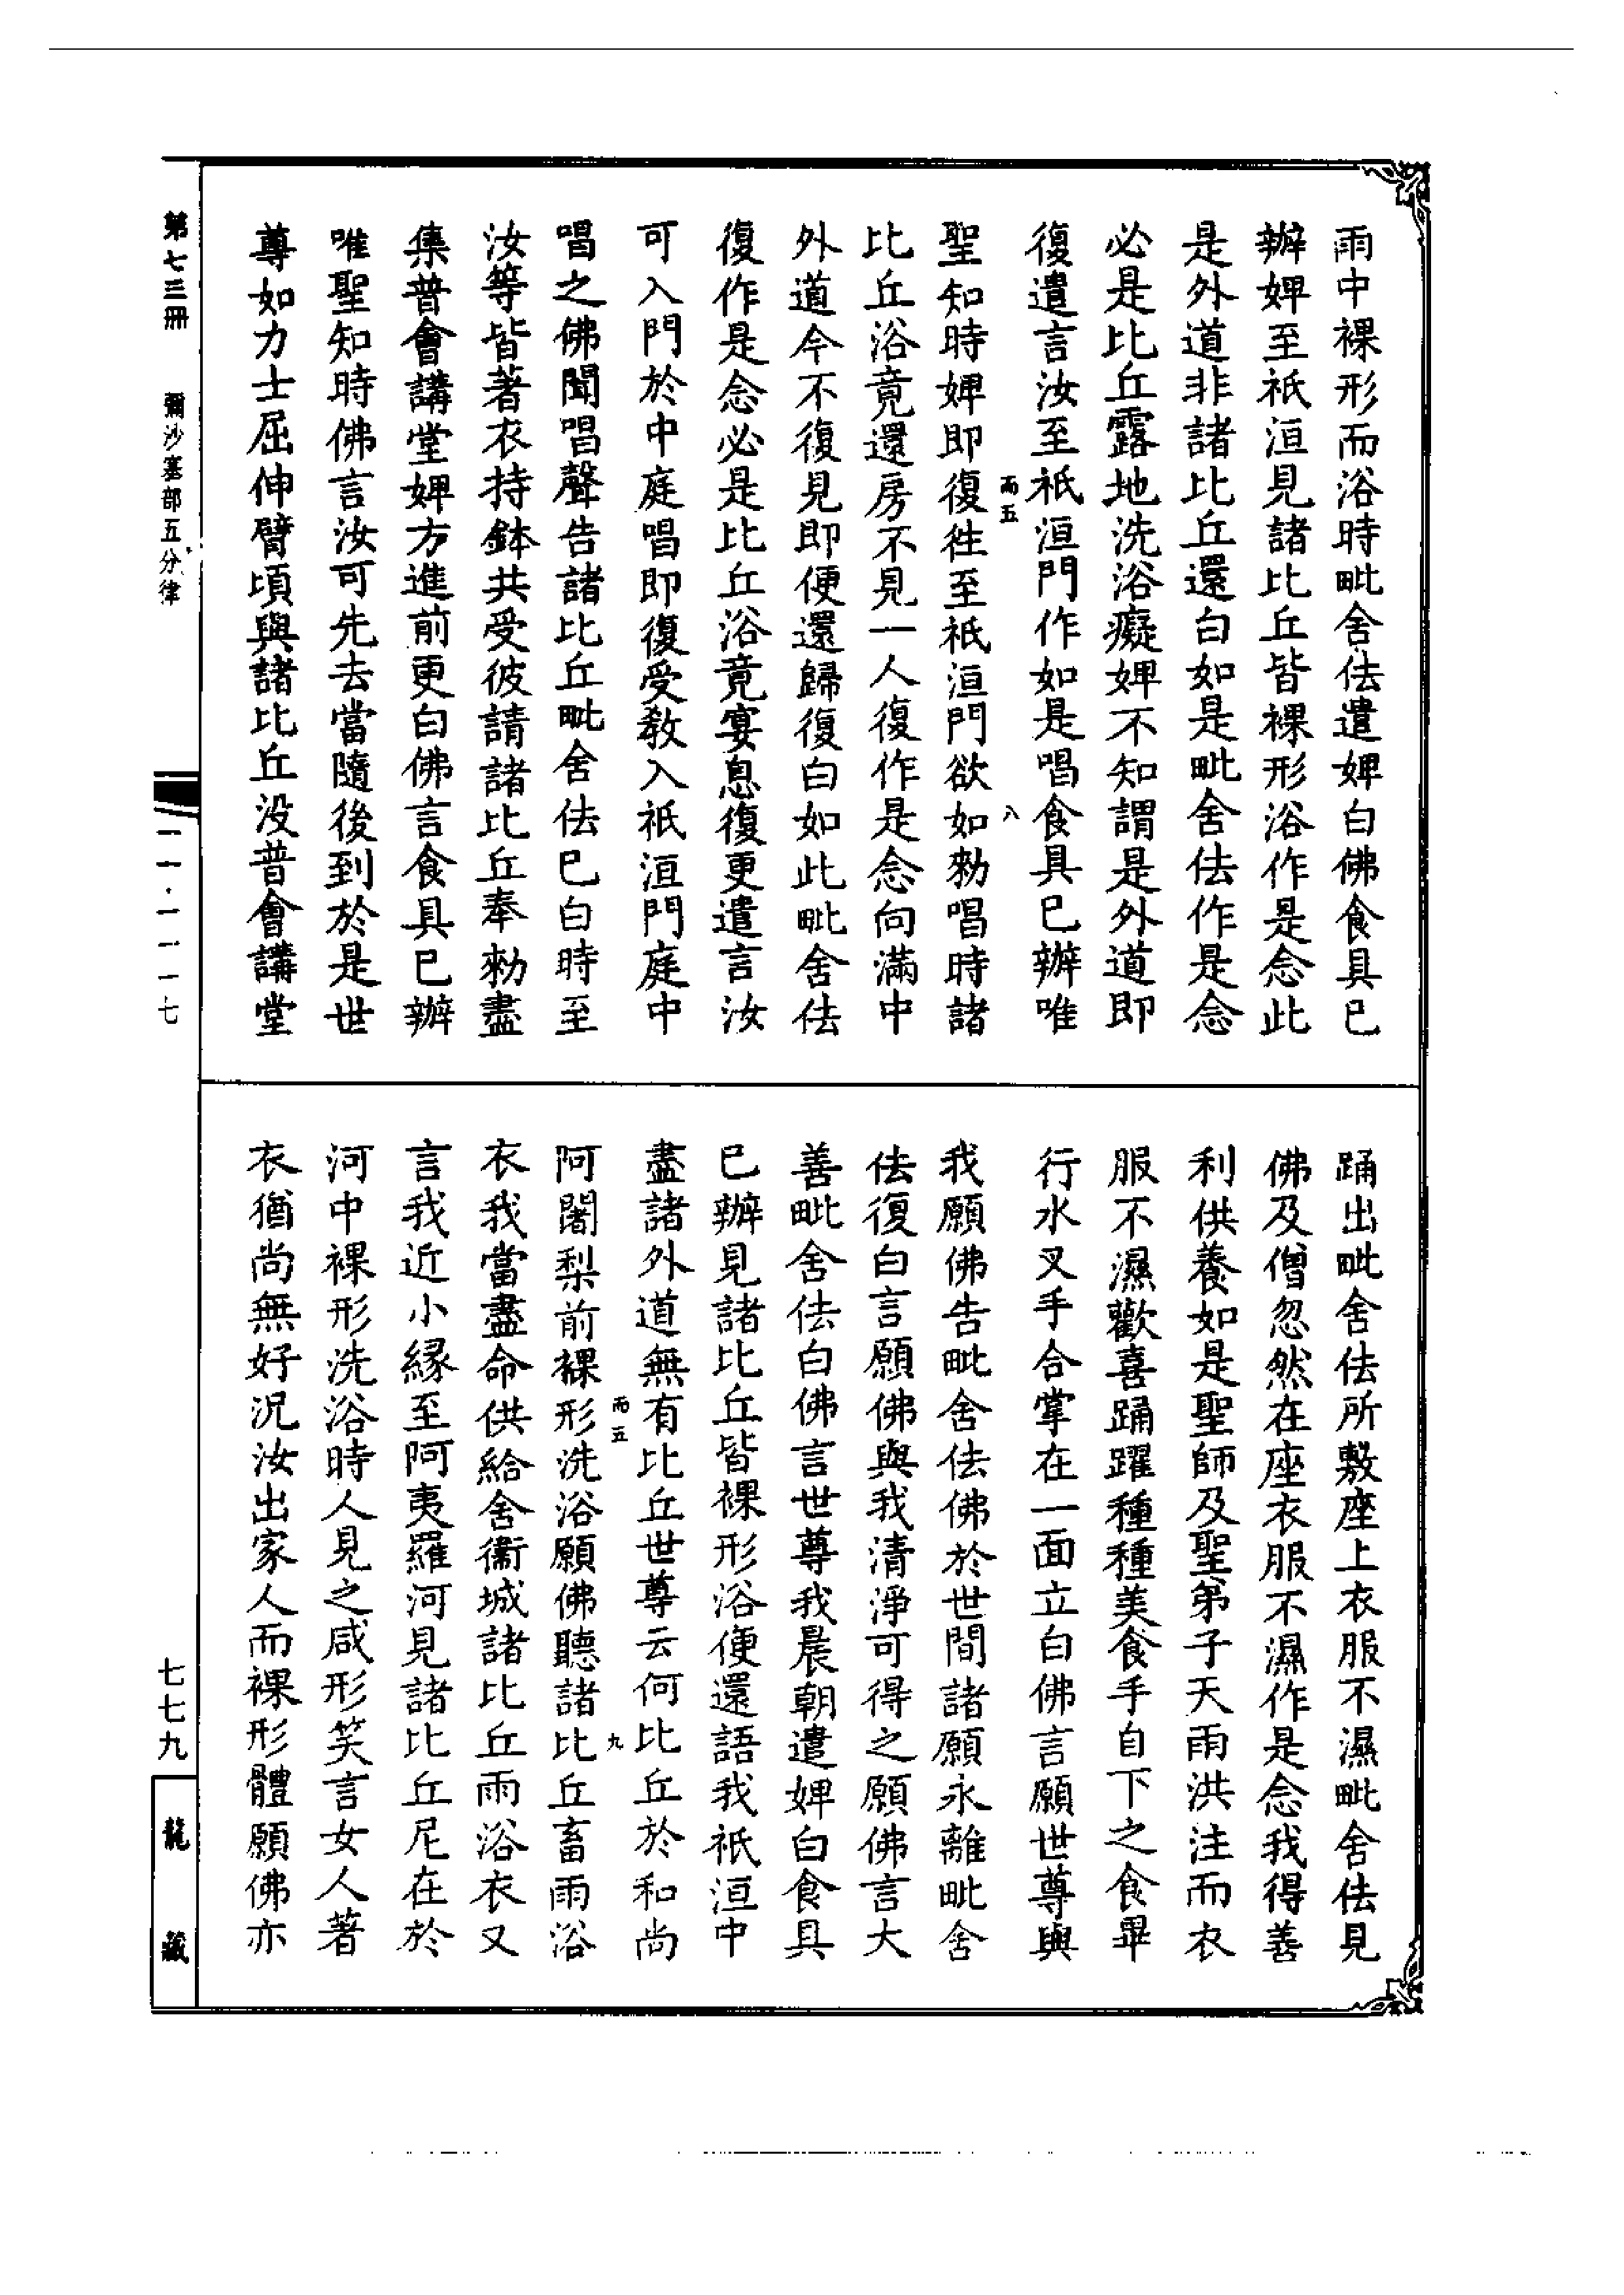 雨中裸形而浴時毗舍佉遣婢白佛食具已
辦婢至祇洹見諸比丘皆裸形浴作是念此
是外道非諸比丘還白如是毗舍佉作是念
必是比丘露地洗浴癡婢不知謂是外道即
復遣言汝至祇洹門作如是唱食具已辦唯
而五 八
聖知時婢即復徃至祇洹門欲如勑唱時諸
比丘浴竟還房不見一人復作是念向滿中
外道今不復見即便還歸復白如此毗舍佉
復作是念必是比丘浴竟宴息復更遣言汝
可入門於中庭唱即復受教入祇洹門庭中
唱之佛聞唱聲告諸比丘毗舍佉已白時至
汝等皆著衣持鉢共受彼請諸比丘奉勑盡
集普會講堂婢方進前更白佛言食具已辦
唯聖知時佛言汝可先去當隨後到於是世
尊如力士屈伸臂頃與諸比丘没普會講堂
踊出毗舍佉所敷座上衣服不濕毗舍佉見
佛及僧忽然在座衣服不濕作是念我得善
利供養如是聖師及聖弟子天雨洪注而衣
服不濕歡喜踊躍種種美食手自下之食畢
行水叉手合掌在一面立白佛言願世尊與
我願佛告毗舍佉佛於世間諸願永離毗舍
佉復白言願佛與我清淨可得之願佛言大
善毗舍佉白佛言世尊我晨朝遣婢白食具
已辦見諸比丘皆裸形浴便還語我祇洹中
盡諸外道無有比丘世尊云何比丘於和尚
而五 九
阿闍梨前裸形洗浴願佛聽諸比丘畜雨浴
衣我當盡命供給舍衞城諸比丘雨浴衣又
言我近小緣至阿夷羅河見諸比丘尼在於
河中裸形洗浴時人見之咸形笑言女人著
衣猶尚無好況汝出家人而裸形體願佛亦
第七三冊 彌沙塞部五分律
一一·一一一七
七七九
龍藏